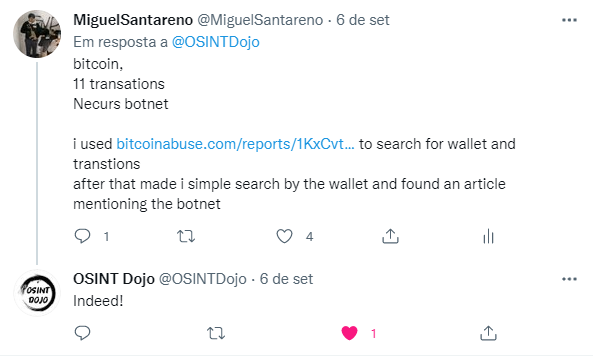 MiguelSantareno @MiguelSantareno · 6 de set
Em resposta a @OSINTDojo
bitcoin,
11 transations
Necurs botnet
i used bitcoinabuse.com/reports/1KxCvt... to search for wallet and
transtions
after that made i simple search by the wallet and found an article
mentioning the botnet
1
4
OSINT Dojo @OSINTDojo · 6 de set
OSINT
DOJO
Indeed!
1